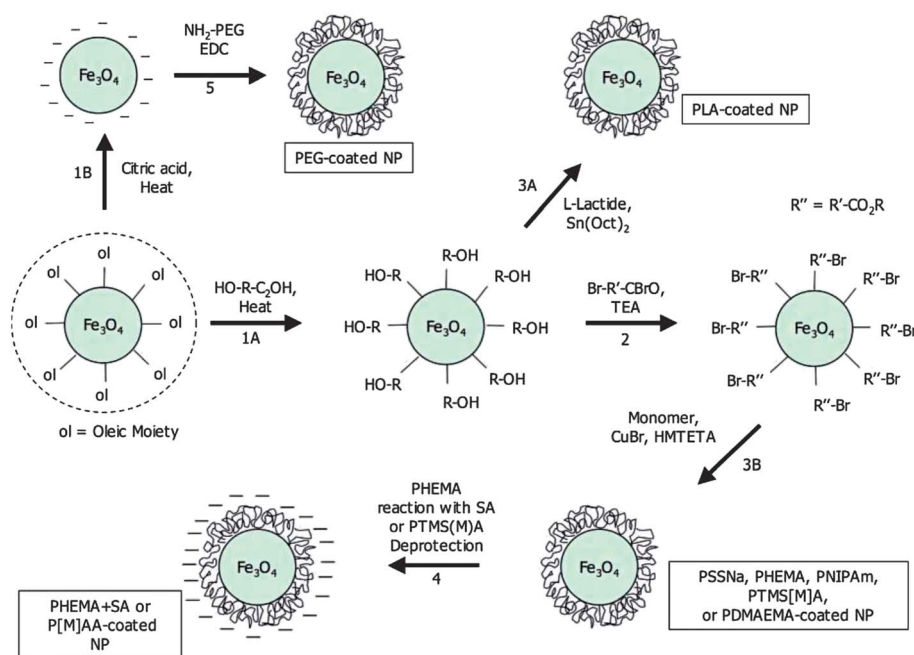 NH₂-PEG
EDC
5
Fe₃O₄
Fe₃O₄
PEG-coated NP
Fe₃O₄
PLA-coated NP
1B
Citric acid,
Heat
3A
L-Lactide,
Sn(Oct)₂
R'' = R'-CO₂R
ol
ol
ol
ol
ol
ol
ol
ol
Fe₃O₄
ol = Oleic Moiety
HO-R-C₂OH,
Heat
1A
R-OH
HO-R
R-OH
HO-R
Fe₃O₄
R-OH
HO-R
R-OH
R-OH
Br-R'-CBrO,
TEA
2
R''-Br
Br-R''
R''-Br
Br-R''
Fe₃O₄
R''-Br
Br-R''
R''-Br
R''-Br
Monomer,
CuBr, HMTETA
3B
Fe₃O₄
PSSNa, PHEMA, PNIPAm,
PTMS[M]A,
or PDMAEMA-coated NP
PHEMA
reaction with SA
or PTMS(M)A
Deprotection
4
Fe₃O₄
PHEMA+SA or
P[M]AA-coated
NP